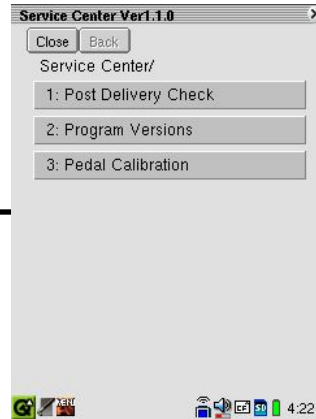 Service Center Ver1.1.0
Close Back
Service Center/
1: Post Delivery Check
2: Program Versions
3: Pedal Calibration
4:22